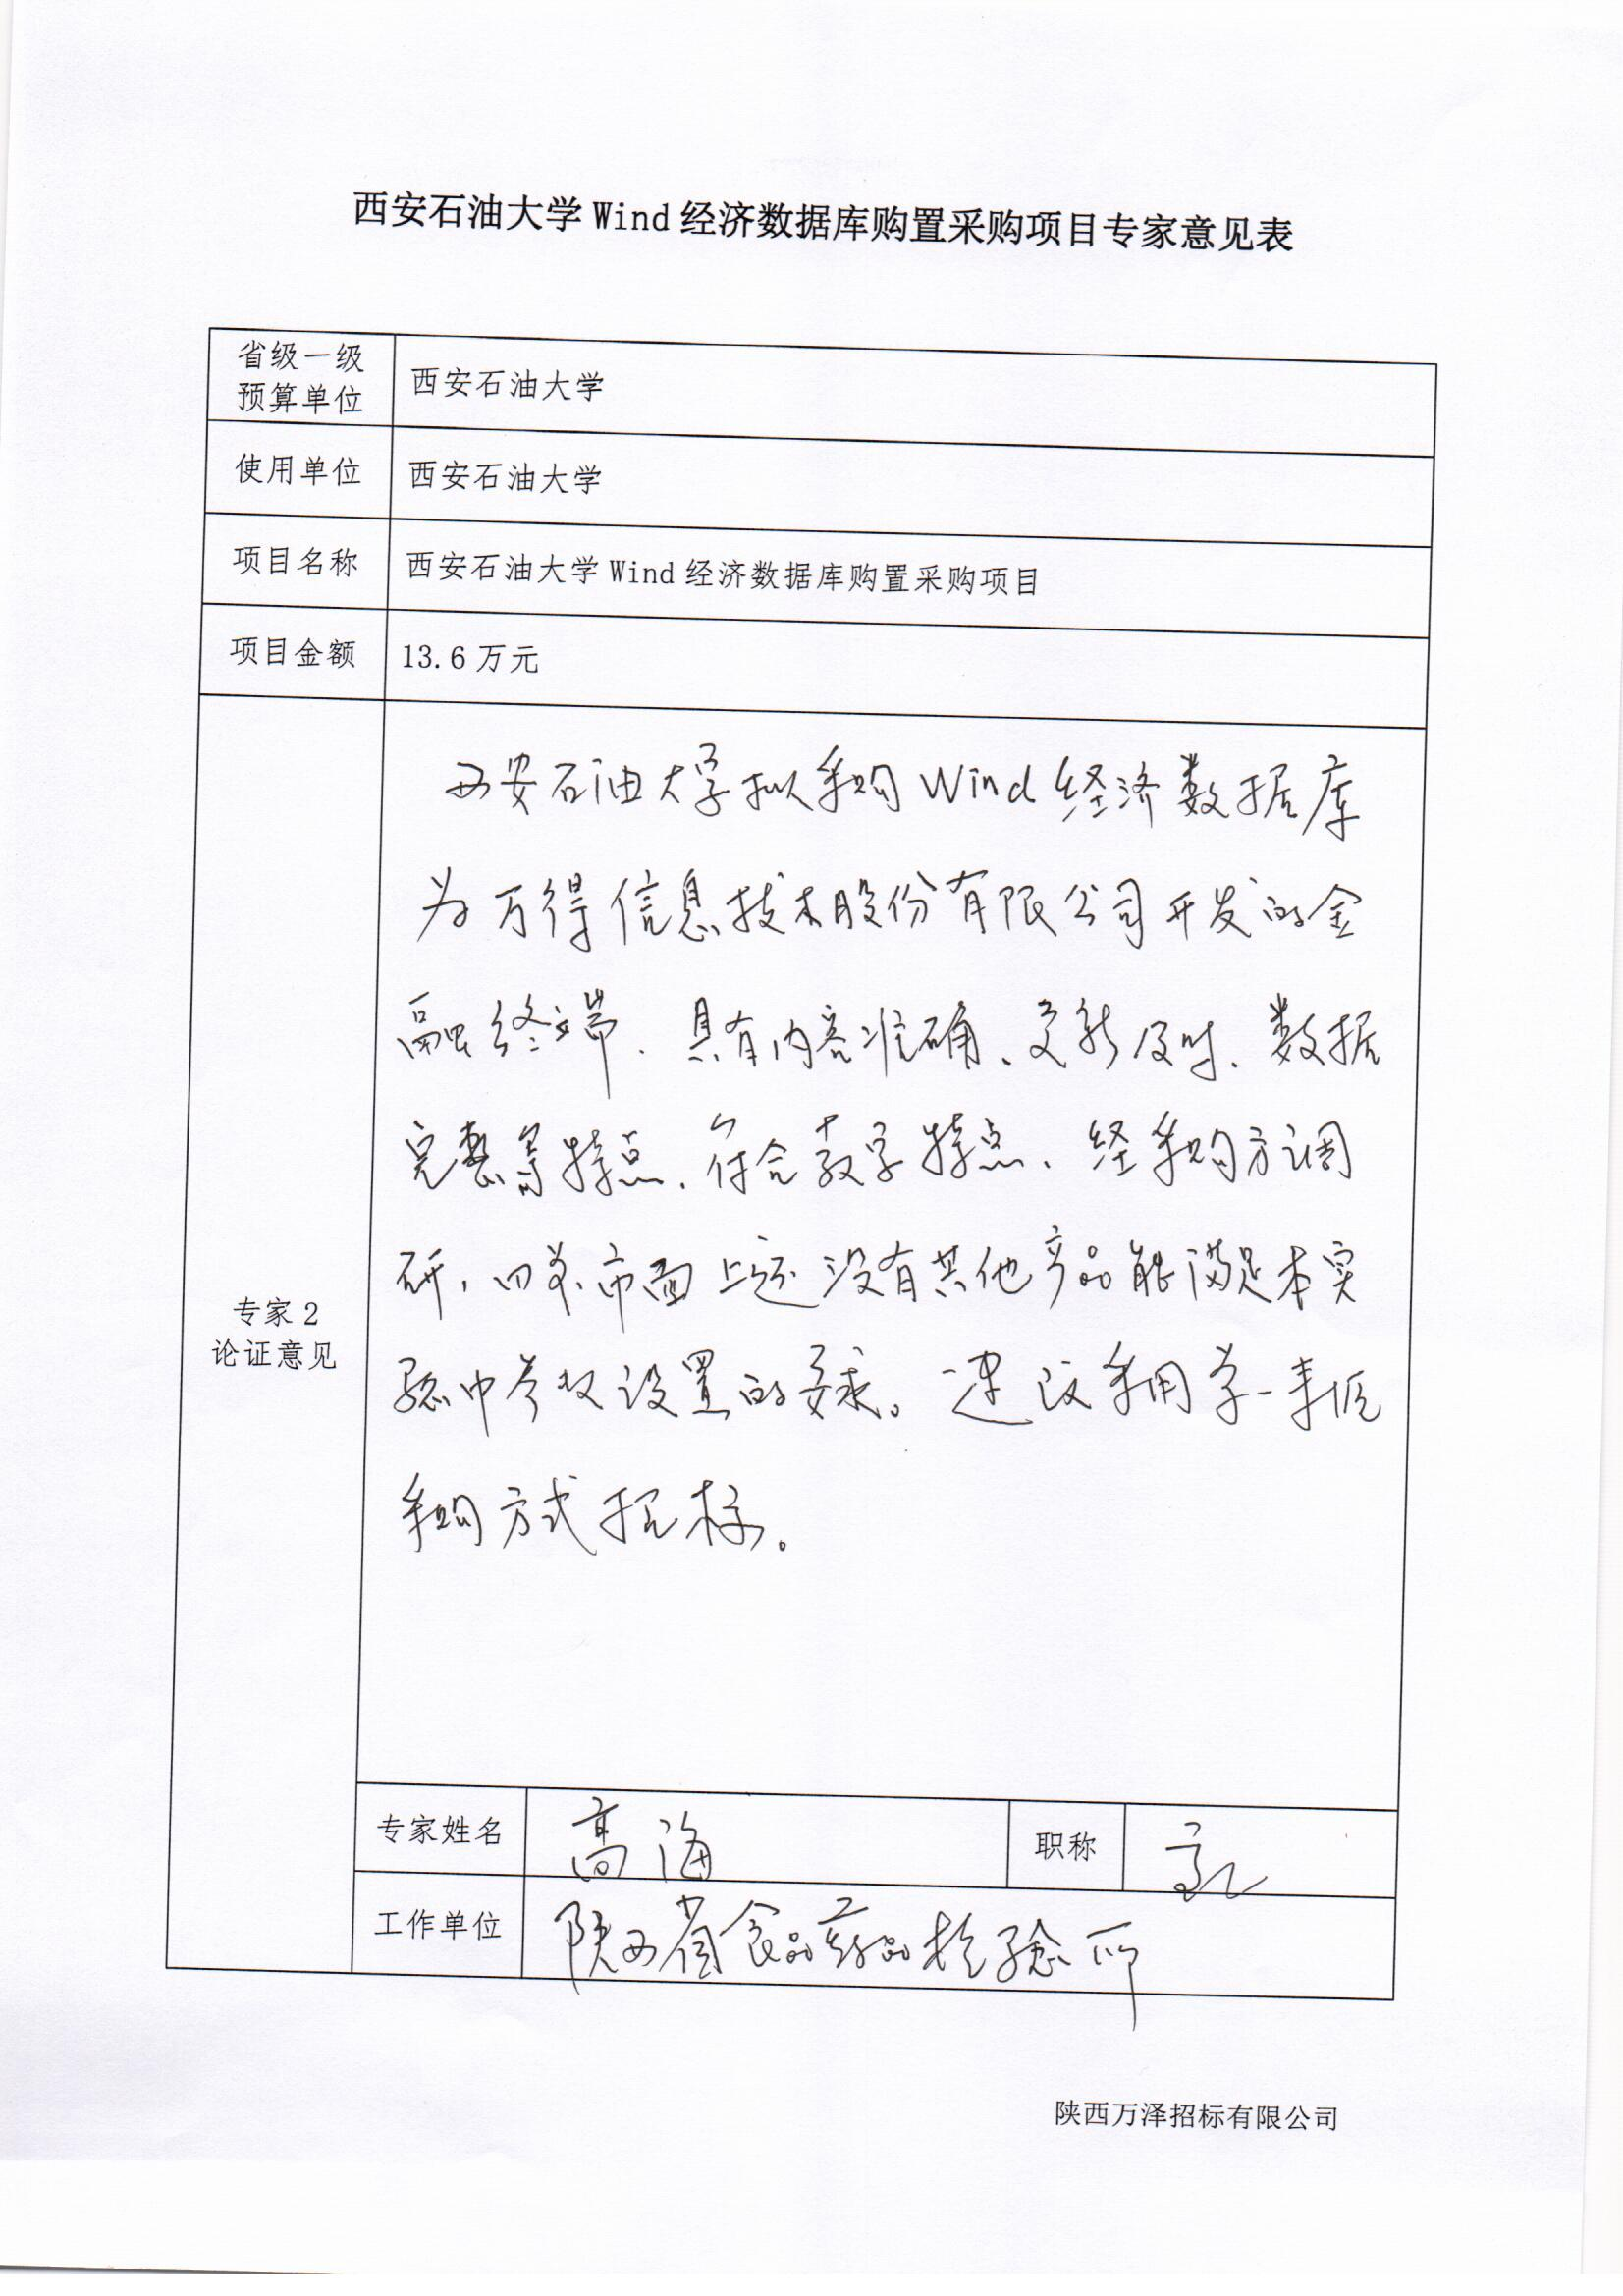 西安石油大学Wind经济数据库购置采购项目专家意见表
省级一级
预算单位
西安石油大学
使用单位
西安石油大学
项目名称
西安石油大学Wind经济数据库购置采购项目
项目金额
13.6万元
专家2
论证意见
西安石油大学拟采购Wind经济数据库
为万得信息技术股份有限公司开发的金
融终端、具有内容准确、更新及时、数据
完整等特点、符合教学特点、经采购方调
研,四前市面上还没有其他产品能满足本实
验中参数设置的要求。建议采用单一来源
采购方式招标。
专家姓名
高海
职称
高工
工作单位
陕西省食品药品检验所
陕西万泽招标有限公司